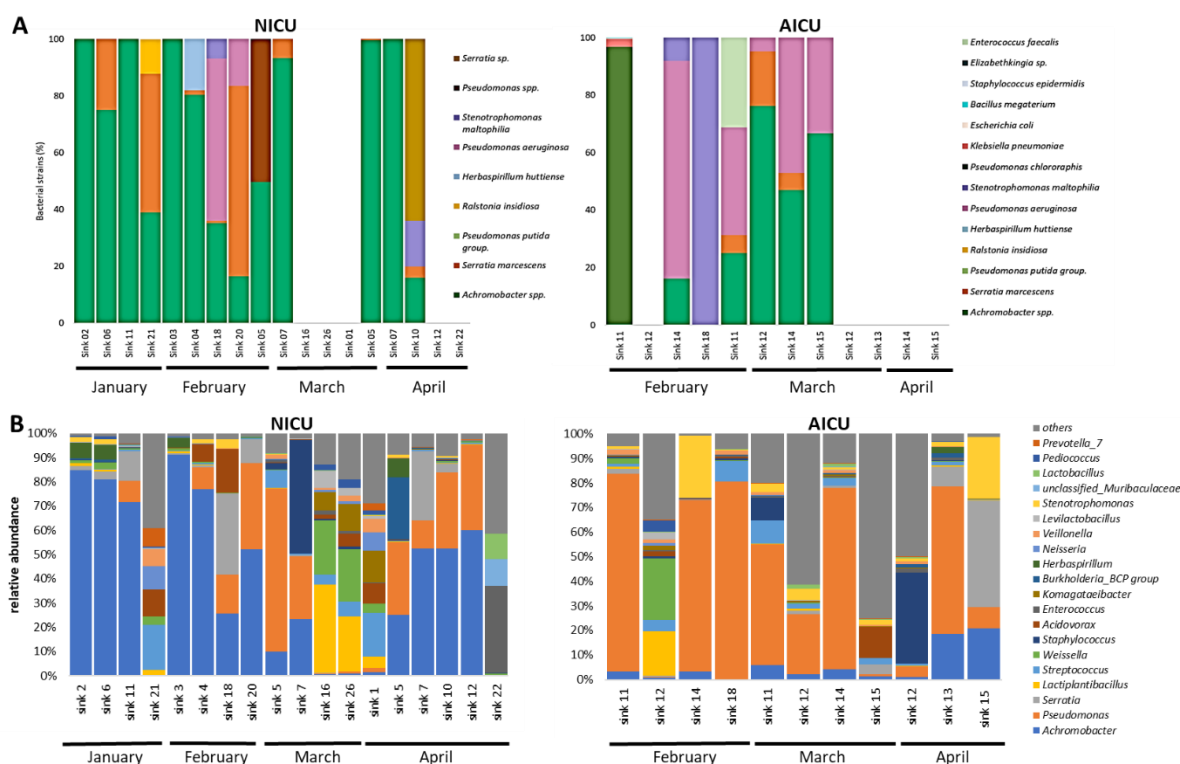 A
NICU
AICU
Bacterial strains (%)
100
80
60
40
20
0
Sink 02
Sink 06
Sink 11
Sink 21
Sink 03
Sink 04
Sink 18
Sink 20
Sink 05
Sink 07
Sink 16
Sink 26
Sink 01
Sink 05
Sink 07
Sink 10
Sink 12
Sink 22
January
February
March
April
Serratia sp.
Pseudomonas spp.
Stenotrophomonas
maltophilia
Pseudomonas aeruginosa
Herbaspirillum huttiense
Ralstonia insidiosa
Pseudomonas putida
group.
Serratia marcescens
Achromobacter spp.
100
80
60
40
20
0
Sink 11
Sink 12
Sink 14
Sink 18
Sink 11
Sink 12
Sink 14
Sink 15
Sink 12
Sink 13
Sink 14
Sink 15
February
March
April
Enterococcus faecalis
Elizabethkingia sp.
Staphylococcus epidermidis
Bacillus megaterium
Escherichia coli
Klebsiella pneumoniae
Pseudomonas chlororaphis
Stenotrophomonas maltophilia
Pseudomonas aeruginosa
Herbaspirillum huttiense
Ralstonia insidiosa
Pseudomonas putida group.
Serratia marcescens
Achromobacter spp.
B
NICU
AICU
relative abundance
100%
90%
80%
70%
60%
50%
40%
30%
20%
10%
0%
sink 2
sink 6
sink 11
sink 21
sink 3
sink 4
sink 18
sink 20
sink 5
sink 7
sink 16
sink 26
sink 1
sink 5
sink 7
sink 10
sink 12
sink 22
January
February
March
April
100%
90%
80%
70%
60%
50%
40%
30%
20%
10%
0%
sink 11
sink 12
sink 14
sink 18
sink 11
sink 12
sink 14
sink 15
sink 12
sink 13
sink 15
February
March
April
others
Prevotella_7
Pediococcus
Lactobacillus
unclassified_Muribaculaceae
Stenotrophomonas
Levilactobacillus
Veillonella
Neisseria
Herbaspirillum
Burkholderia_BCP group
Komagataeibacter
Enterococcus
Acidovorax
Staphylococcus
Weissella
Streptococcus
Lactiplantibacillus
Serratia
Pseudomonas
Achromobacter